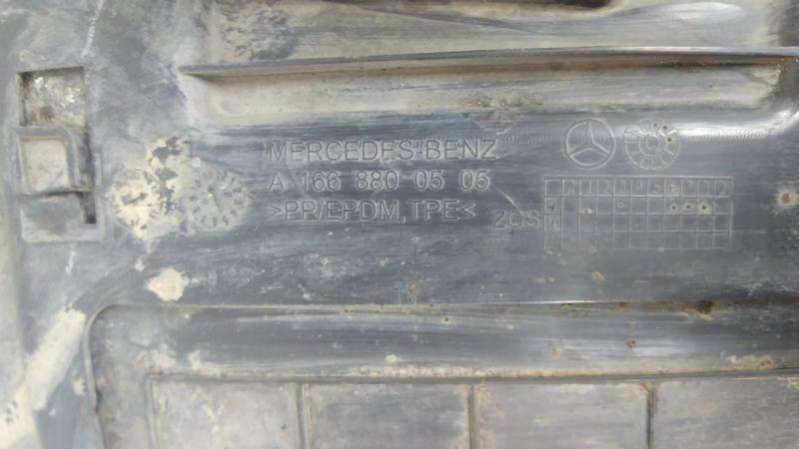 MERCEDES-BENZ
A 166 880 05 05
>PP/EPDM,TPE<